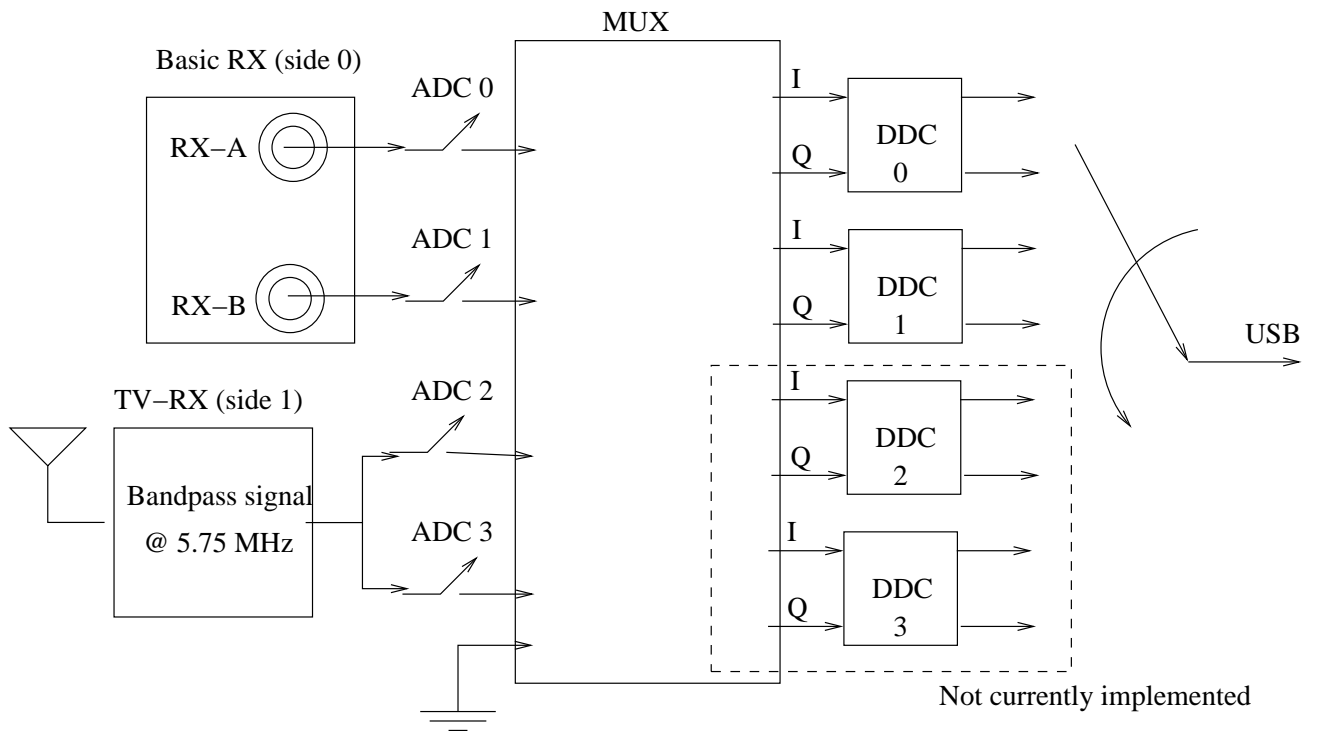 MUX
Basic RX (side 0)
ADC 0
RX−A
I
DDC
0
Q
ADC 1
RX−B
I
DDC
1
Q
USB
TV−RX (side 1)
ADC 2
I
DDC
2
Q
Bandpass signal
@ 5.75 MHz
ADC 3
I
DDC
3
Q
Not currently implemented